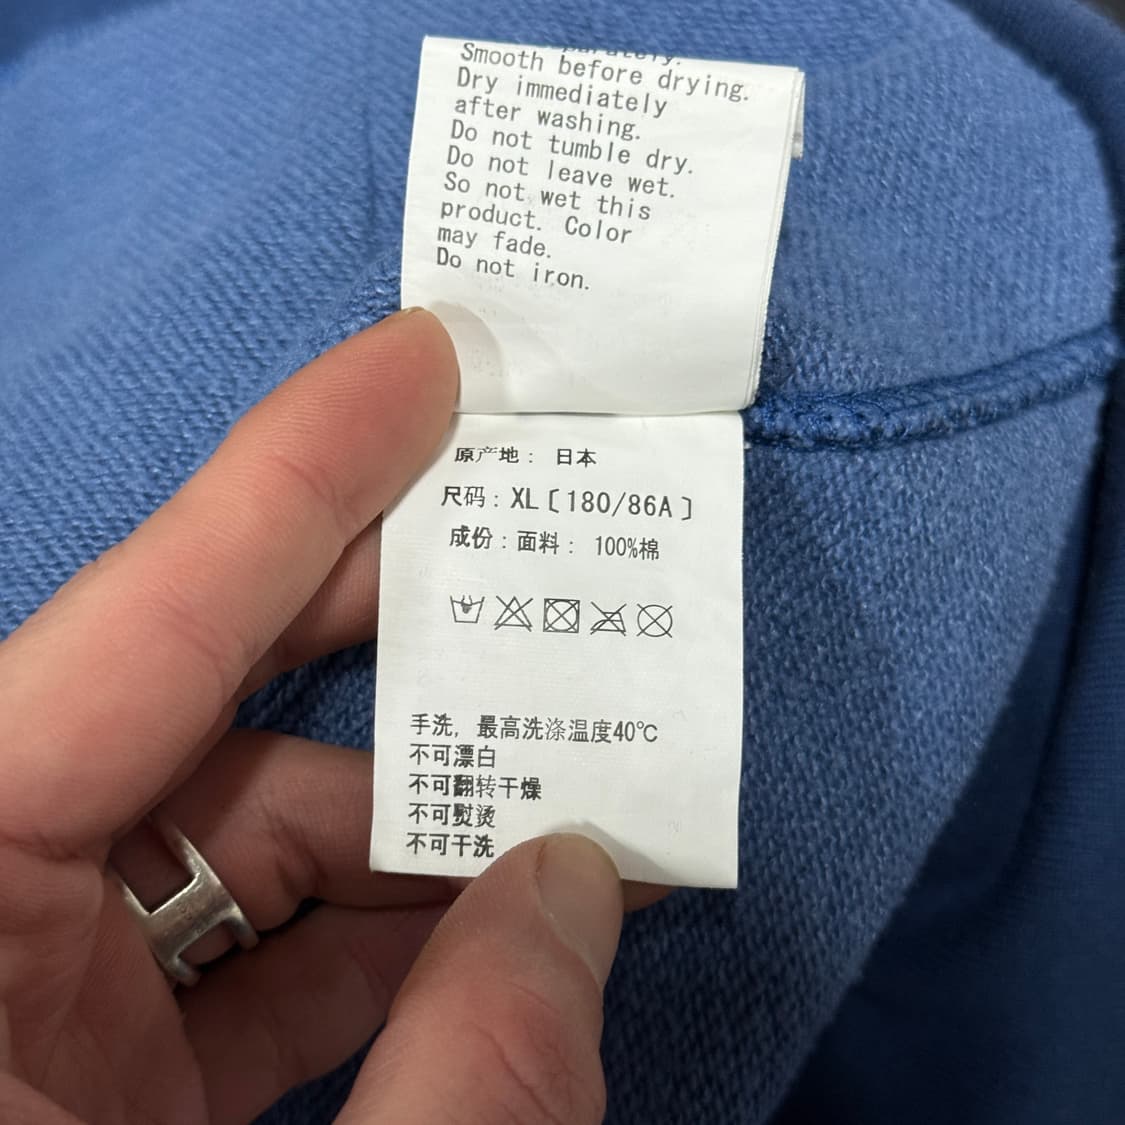 Smooth before drying.
Dry immediately
after washing.
Do not tumble dry.
Do not leave wet.
So not wet this
product. Color
may fade.
Do not iron.
原产地: 日本
尺码: XL〔180/86A〕
成份: 面料: 100%棉
手洗, 最高洗涤温度40℃
不可漂白
不可翻转干燥
不可熨烫
不可干洗